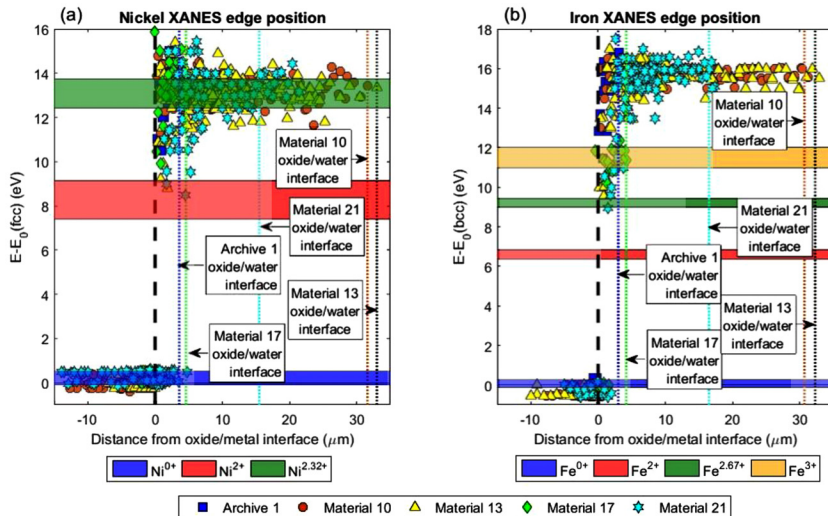 (a)
Nickel XANES edge position
E-E0(fcc) (eV)
16
14
12
10
8
6
4
2
0
Material 10
oxide/water
interface
Material 21
oxide/water
interface
Archive 1
oxide/water
interface
Material 13
oxide/water
interface
Material 17
oxide/water
interface
-10
0
10
20
30
Distance from oxide/metal interface (μm)
Ni0+
Ni2+
Ni2.32+
(b)
Iron XANES edge position
E-E0(bcc) (eV)
18
16
14
12
10
8
6
4
2
0
Material 10
oxide/water
interface
Material 21
oxide/water
interface
Archive 1
oxide/water
interface
Material 13
oxide/water
interface
Material 17
oxide/water
interface
-10
0
10
20
30
Distance from oxide/metal interface (μm)
Fe0+
Fe2+
Fe2.67+
Fe3+
Archive 1
Material 10
Material 13
Material 17
Material 21